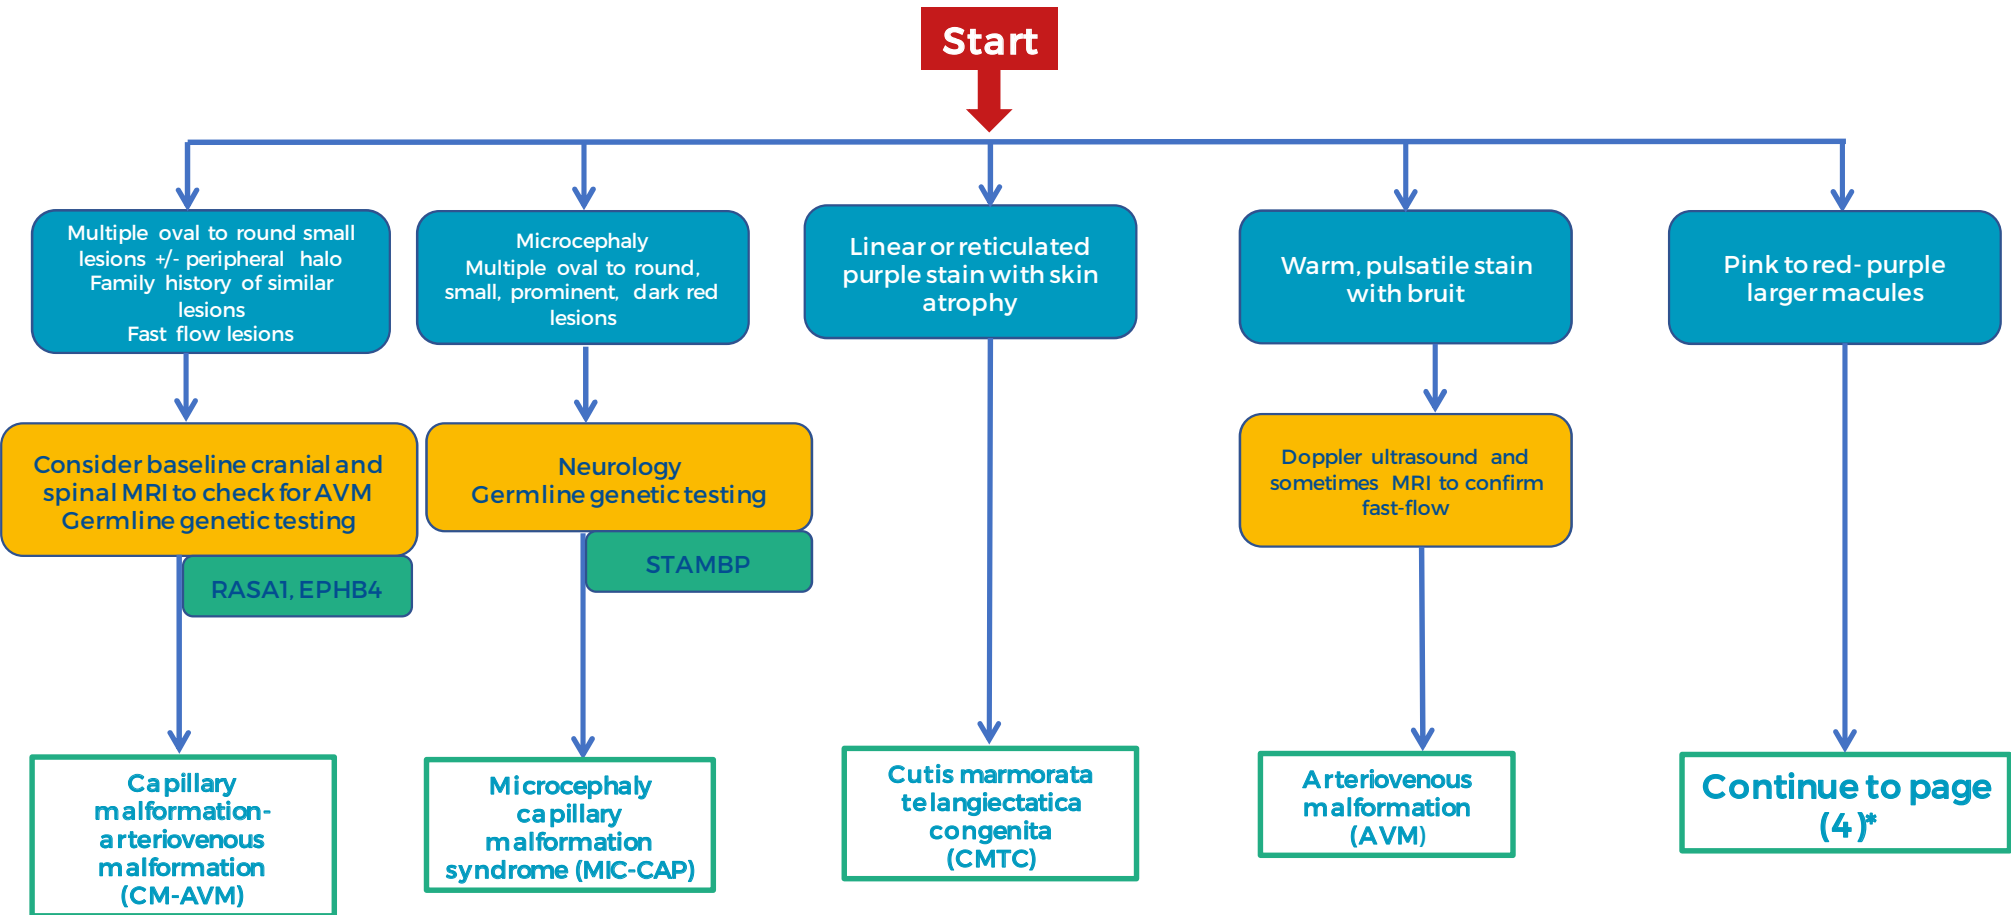 Start
Multiple oval to round small
lesions +/- peripheral halo
Family history of similar
lesions
Fast flow lesions
Microcephaly
Multiple oval to round,
small, prominent, dark red
lesions
Linear or reticulated
purple stain with skin
atrophy
Warm, pulsatile stain
with bruit
Pink to red- purple
larger macules
Consider baseline cranial and
spinal MRI to check for AVM
Germline genetic testing
Neurology
Germline genetic testing
Doppler ultrasound and
sometimes MRI to confirm
fast-flow
RASA1, EPHB4
STAMBP
Capillary
malformation-
arteriovenous
malformation
(CM-AVM)
Microcephaly
capillary
malformation
syndrome (MIC-CAP)
Cutis marmorata
telangiectatica
congenita
(CMTC)
Arteriovenous
malformation
(AVM)
Continue to page
(4)*